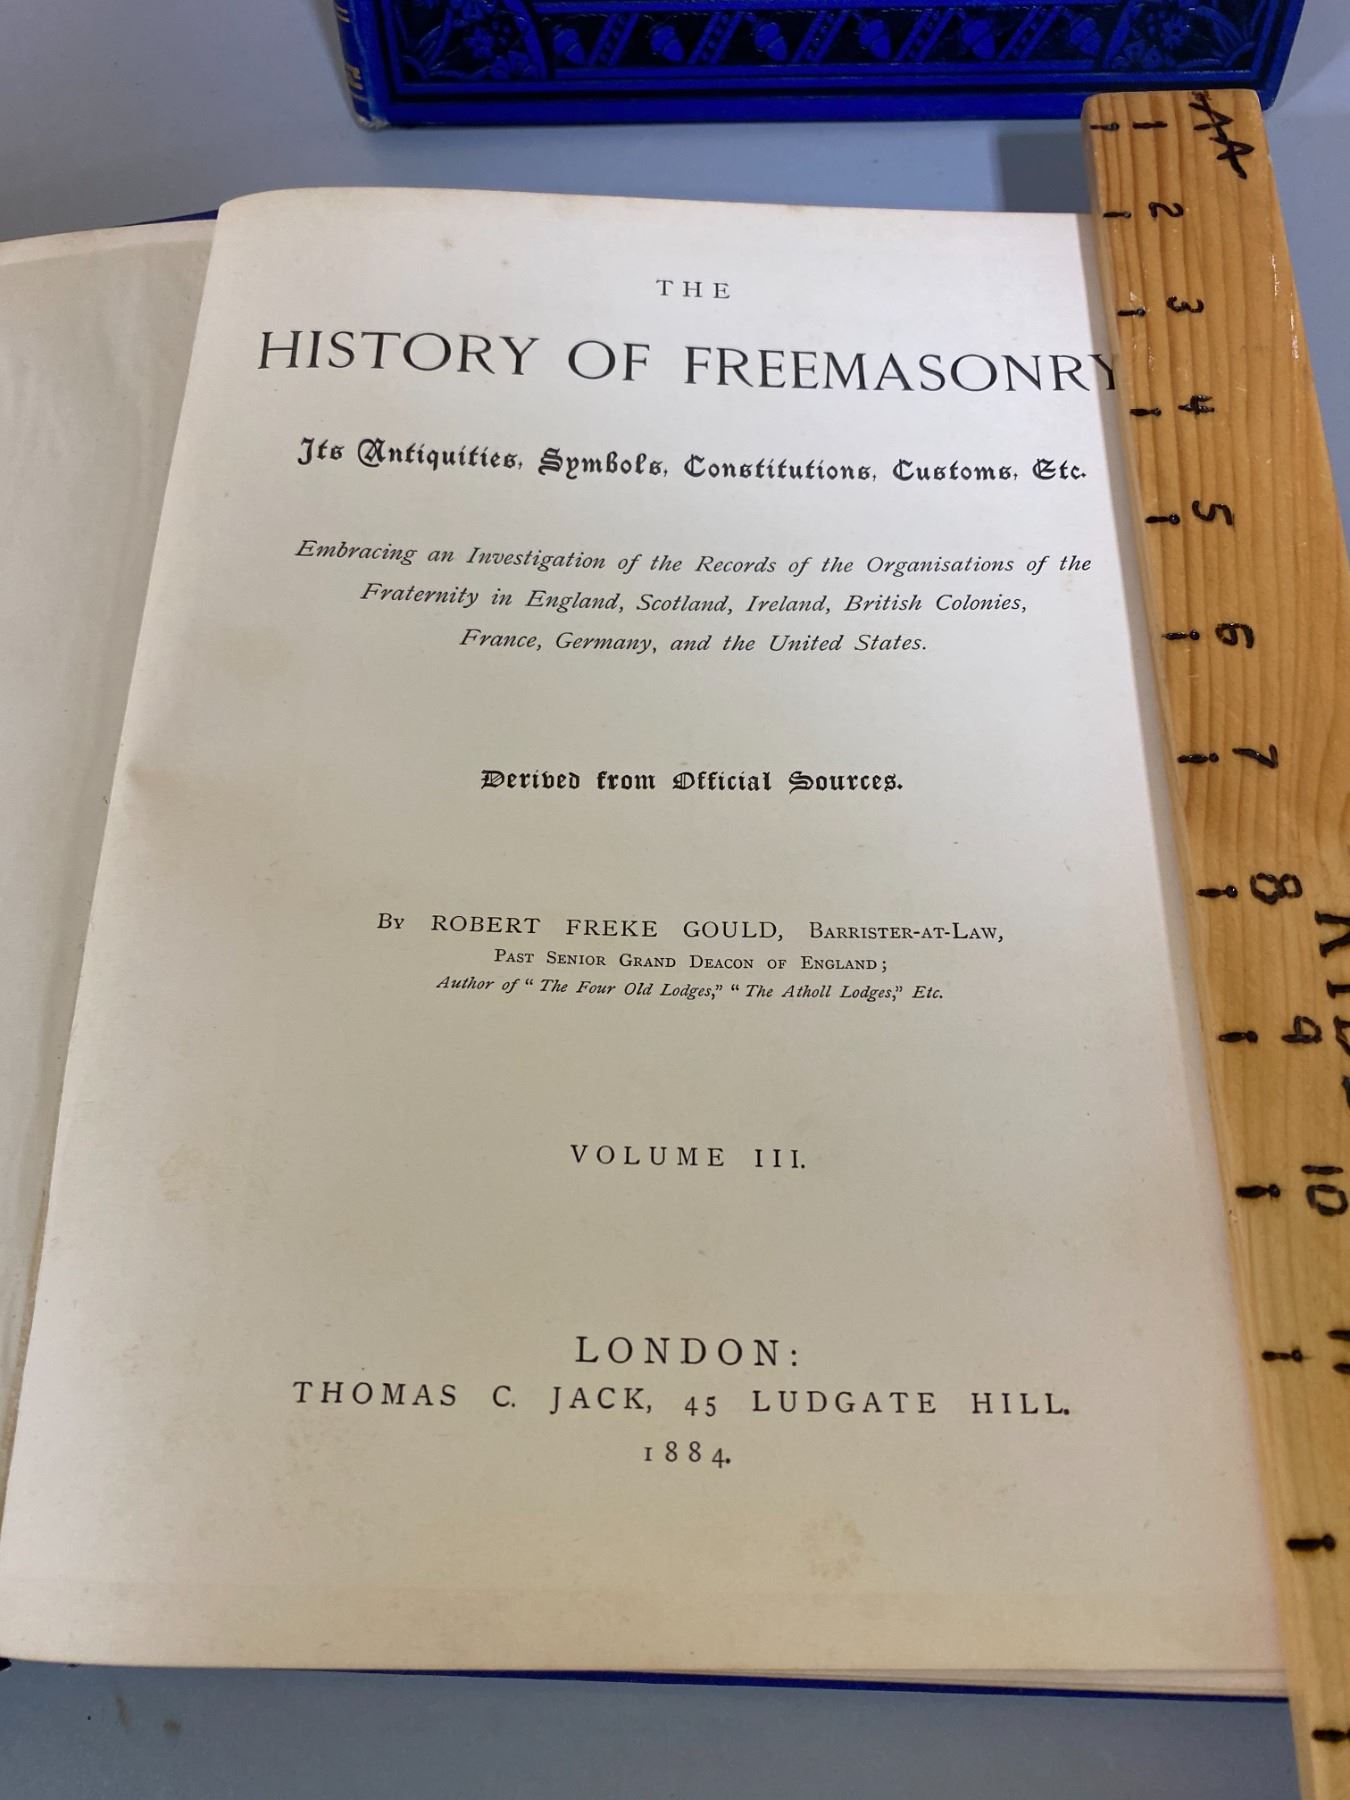 THE
HISTORY OF FREEMASONRY
Its Antiquities, Symbols, Constitutions, Customs, Etc.
Embracing an Investigation of the Records of the Organisations of the
Fraternity in England, Scotland, Ireland, British Colonies,
France, Germany, and the United States.
Derived from Official Sources.
By ROBERT FREKE GOULD, BARRISTER-AT-LAW,
PAST SENIOR GRAND DEACON OF ENGLAND;
Author of “The Four Old Lodges,” “The Atholl Lodges,” Etc.
VOLUME III.
LONDON:
THOMAS C. JACK, 45 LUDGATE HILL.
1884.
1
2
3
4
5
6
7
8
9
10